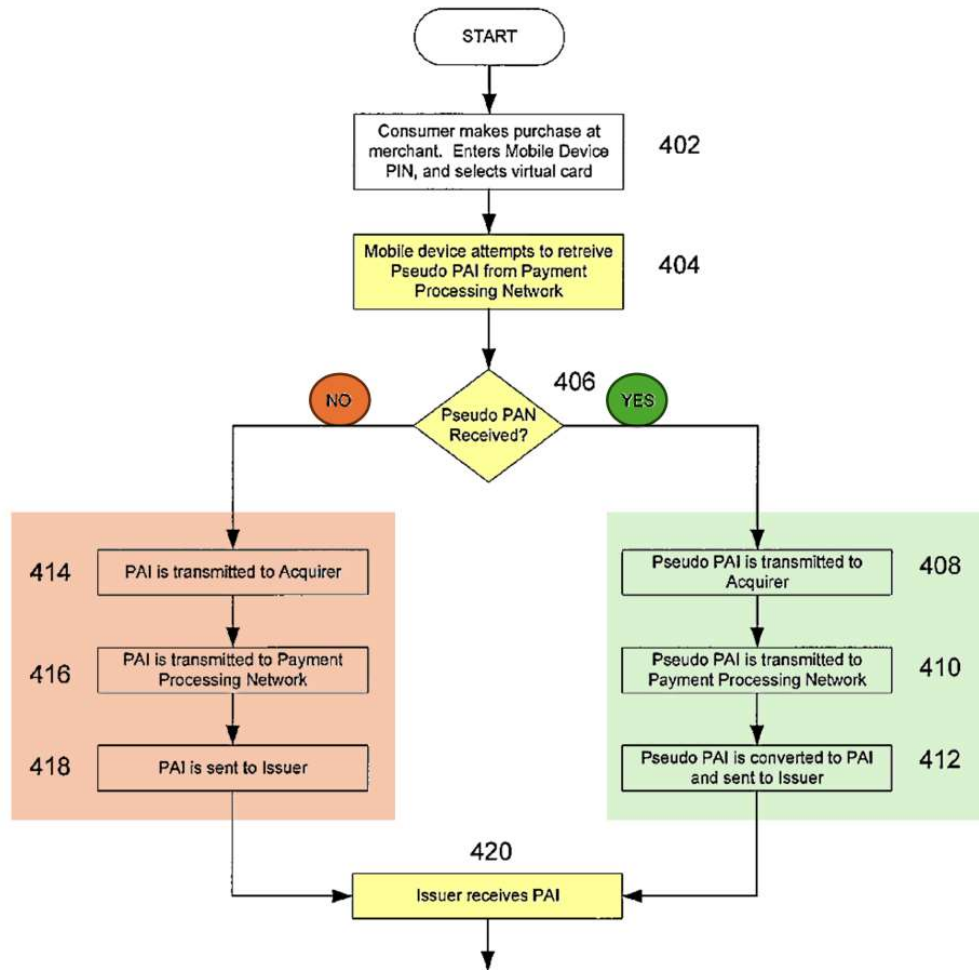 START
Consumer makes purchase at
merchant. Enters Mobile Device
PIN, and selects virtual card
402
Mobile device attempts to retreive
Pseudo PAI from Payment
Processing Network
404
406
NO
YES
Pseudo PAN
Received?
414
PAI is transmitted to Acquirer
Pseudo PAI is transmitted to
Acquirer
408
416
PAI is transmitted to Payment
Processing Network
Pseudo PAI is transmitted to
Payment Processing Network
410
418
PAI is sent to Issuer
Pseudo PAI is converted to PAI
and sent to Issuer
412
420
Issuer receives PAI